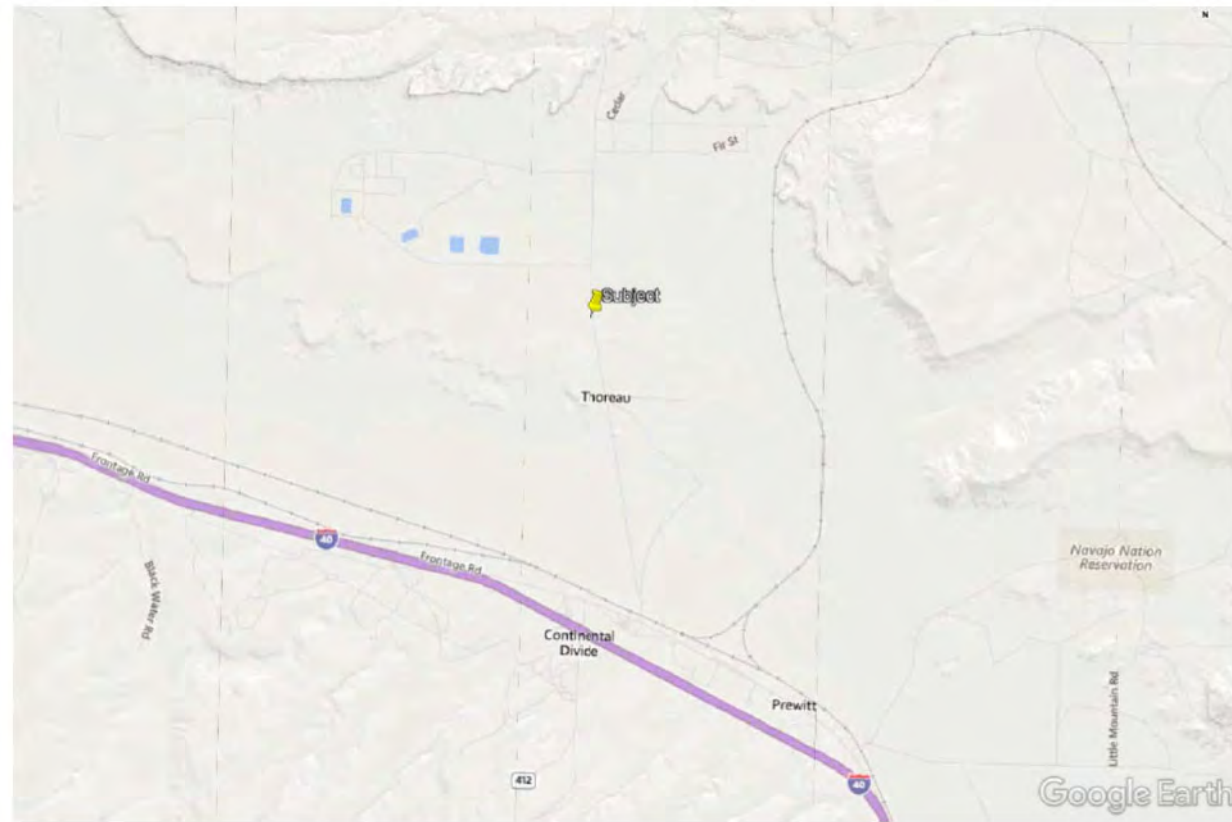 N
Cedar
Fir St
Subject
Thoreau
Frontage Rd
40
Frontage Rd
Black Water Rd
Navajo Nation
Reservation
Continental
Divide
Prewitt
Little Mountain Rd
412
40
Google Earth